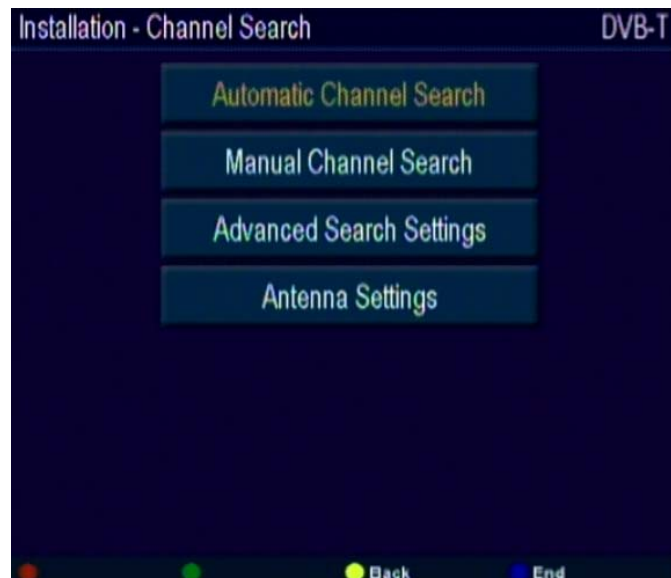 Installation - Channel Search DVB-T
Automatic Channel Search
Manual Channel Search
Advanced Search Settings
Antenna Settings
Back End